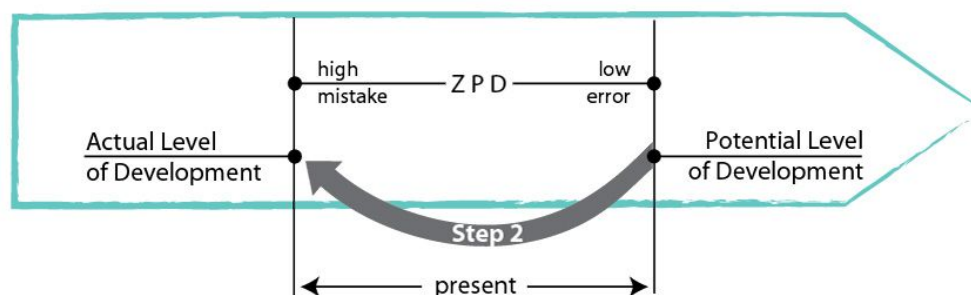 high
mistake
Z P D
low
error
Actual Level
of Development
Potential Level
of Development
Step 2
present